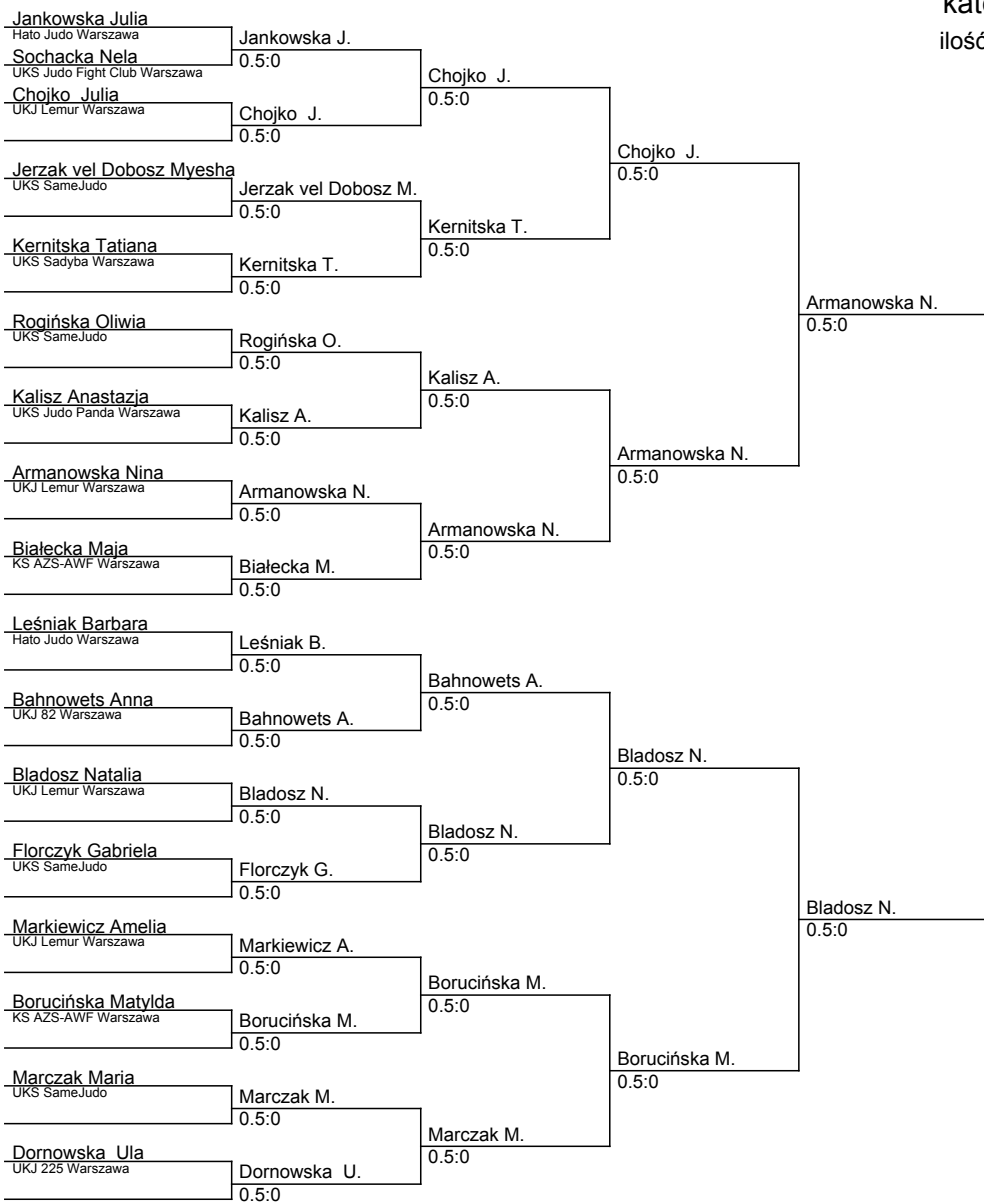 kate
ilość
Jankowska Julia
Hato Judo Warszawa
Sochacka Nela
UKS Judo Fight Club Warszawa
Chojko Julia
UKJ Lemur Warszawa
Jerzak vel Dobosz Myesha
UKS SameJudo
Kernitska Tatiana
UKS Sadyba Warszawa
Rogińska Oliwia
UKS SameJudo
Kalisz Anastazja
UKS Judo Panda Warszawa
Armanowska Nina
UKJ Lemur Warszawa
Białecka Maja
KS AZS-AWF Warszawa
Leśniak Barbara
Hato Judo Warszawa
Bahnowets Anna
UKJ 82 Warszawa
Bladosz Natalia
UKJ Lemur Warszawa
Florczyk Gabriela
UKS SameJudo
Markiewicz Amelia
UKJ Lemur Warszawa
Borucińska Matylda
KS AZS-AWF Warszawa
Marczak Maria
UKS SameJudo
Dornowska Ula
UKJ 225 Warszawa
Jankowska J.
0.5:0
Chojko J.
0.5:0
Jerzak vel Dobosz M.
0.5:0
Kernitska T.
0.5:0
Rogińska O.
0.5:0
Kalisz A.
0.5:0
Armanowska N.
0.5:0
Białecka M.
0.5:0
Leśniak B.
0.5:0
Bahnowets A.
0.5:0
Bladosz N.
0.5:0
Florczyk G.
0.5:0
Markiewicz A.
0.5:0
Borucińska M.
0.5:0
Marczak M.
0.5:0
Dornowska U.
0.5:0
Chojko J.
0.5:0
Kernitska T.
0.5:0
Kalisz A.
0.5:0
Armanowska N.
0.5:0
Bahnowets A.
0.5:0
Bladosz N.
0.5:0
Borucińska M.
0.5:0
Marczak M.
0.5:0
Chojko J.
0.5:0
Armanowska N.
0.5:0
Bladosz N.
0.5:0
Borucińska M.
0.5:0
Armanowska N.
0.5:0
Bladosz N.
0.5:0